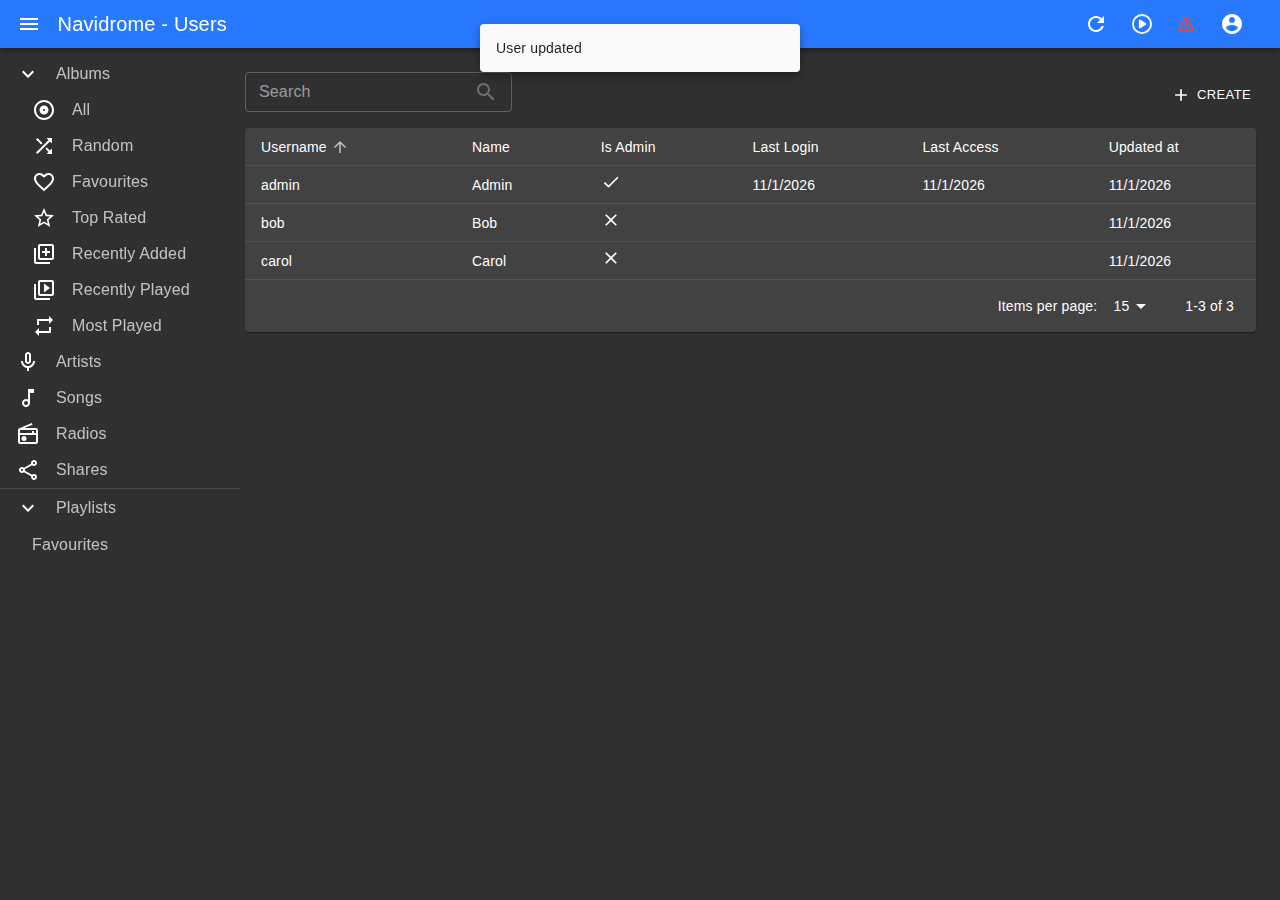 Navidrome - Users
User updated
Albums
All
Random
Favourites
Top Rated
Recently Added
Recently Played
Most Played
Artists
Songs
Radios
Shares
Playlists
Favourites
Search
CREATE
Username Name Is Admin Last Login Last Access Updated at
admin Admin 11/1/2026 11/1/2026 11/1/2026
bob Bob 11/1/2026
carol Carol 11/1/2026
Items per page: 15 1-3 of 3